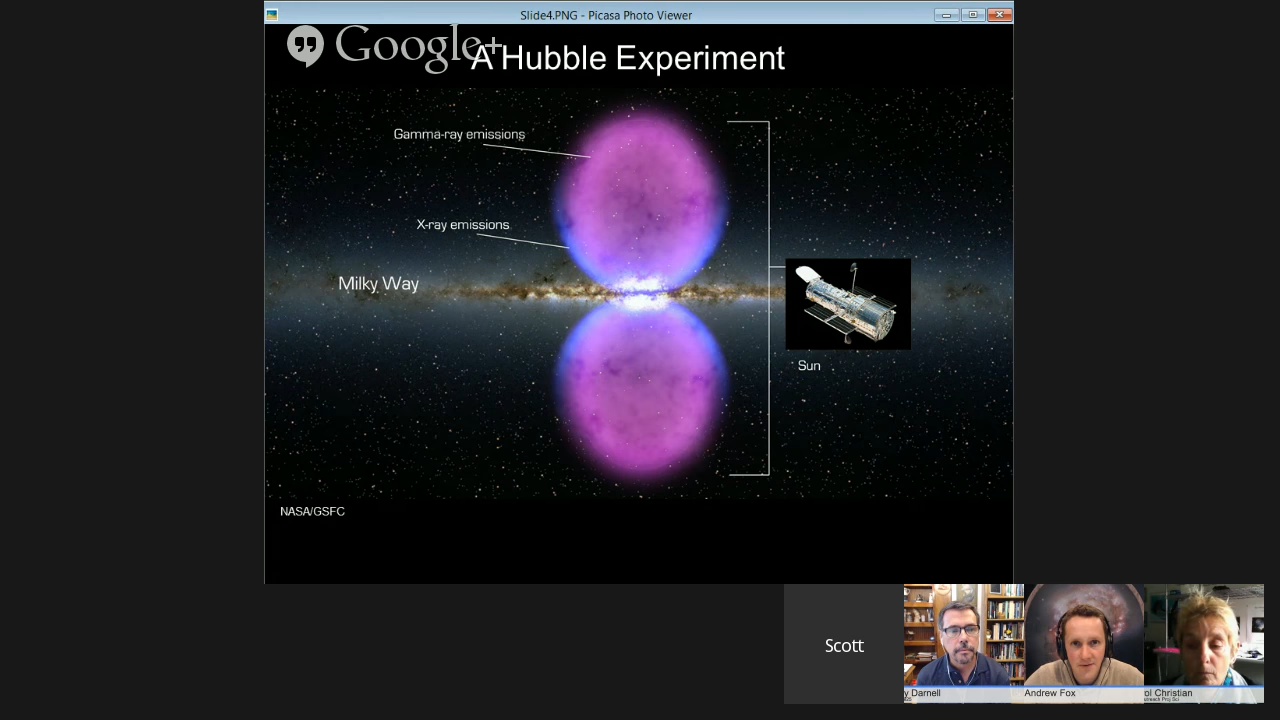 Slide4.PNG - Picasa Photo Viewer
Google+
A Hubble Experiment
Gamma-ray emissions
X-ray emissions
Milky Way
Sun
NASA/GSFC
Scott
y Darnell
Andrew Fox
ol Christian